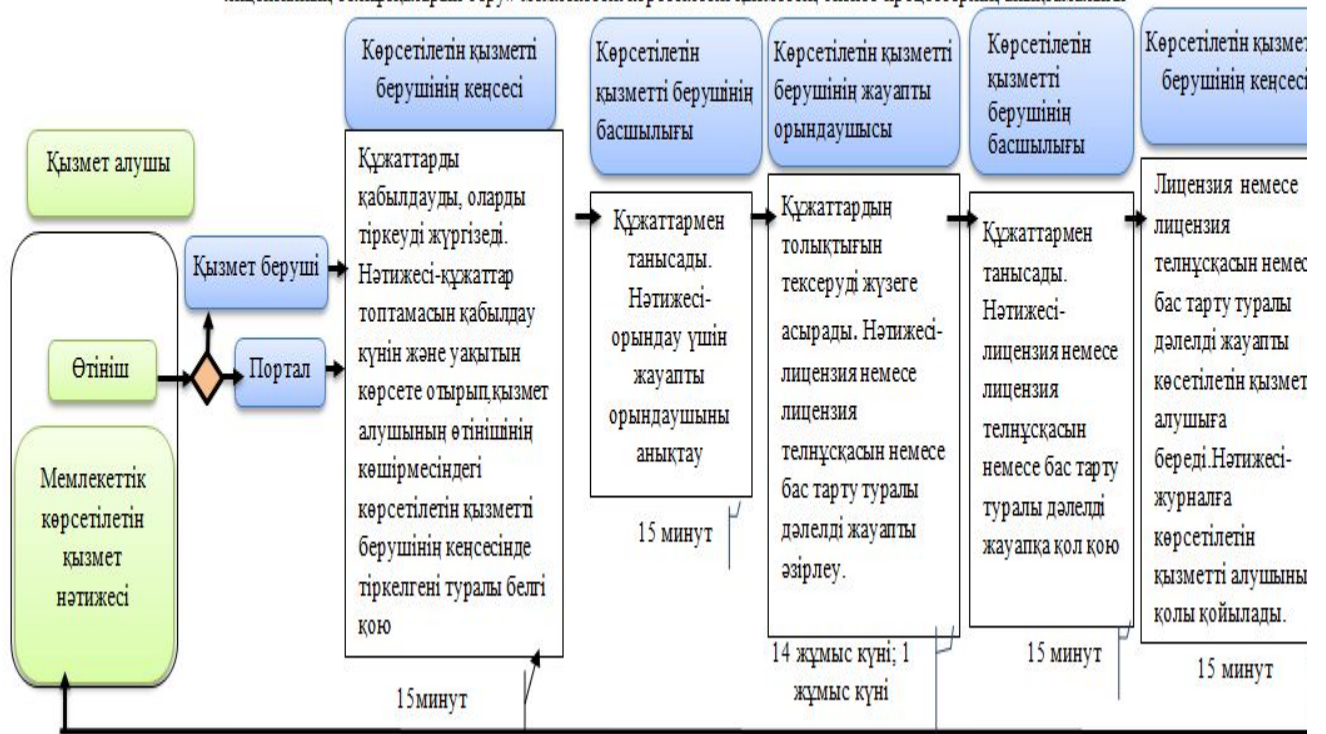 Көрсетілетін қызметті
берушінің кеңсесі
Көрсетілетін
қызметті берушінің
басшылығы
Көрсетілетін қызметті
берушінің жауапты
орындаушысы
Көрсетілетін
қызметті
берушінің
басшылығы
Көрсетілетін қызмет
берушінің кеңсесі
Қызмет алушы
Өтініш
Мемлекеттік
көрсетілетін
қызмет
нәтижесі
Қызмет беруші
Портал
Құжаттарды
қабылдауды, оларды
тіркеуді жүргізеді.
Нәтижесі-құжаттар
топтамасын қабылдау
күнін және уақытын
көрсете отырып,қызмет
алушының өтінішінің
көшірмесіндегі
көрсетілетін қызметті
берушінің кеңсесінде
тіркелгені туралы белгі
қою
15минут
Құжаттармен
танысады.
Нәтижесі-
орындау үшін
жауапты
орындаушыны
анықтау
15 минут
Құжаттардың
толықтығын
тексеруді жүзеге
асырады. Нәтижесі-
лицензия немесе
лицензия
телнұсқасын немесе
бас тарту туралы
дәлелді жауапты
әзірлеу.
14 жұмыс күні; 1
жұмыс күні
Құжаттармен
танысады.
Нәтижесі-
лицензия немесе
лицензия
телнұсқасын
немесе бас тарту
туралы дәлелді
жауапқа қол қою
15 минут
Лицензия немесе
лицензия
телнұсқасын немес
бас тарту туралы
дәлелді жауапты
көсетілетін қызмет
алушыға
береді.Нәтижесі-
журналға
көрсетілетін
қызметті алушыны
қолы қойылады.
15 минут